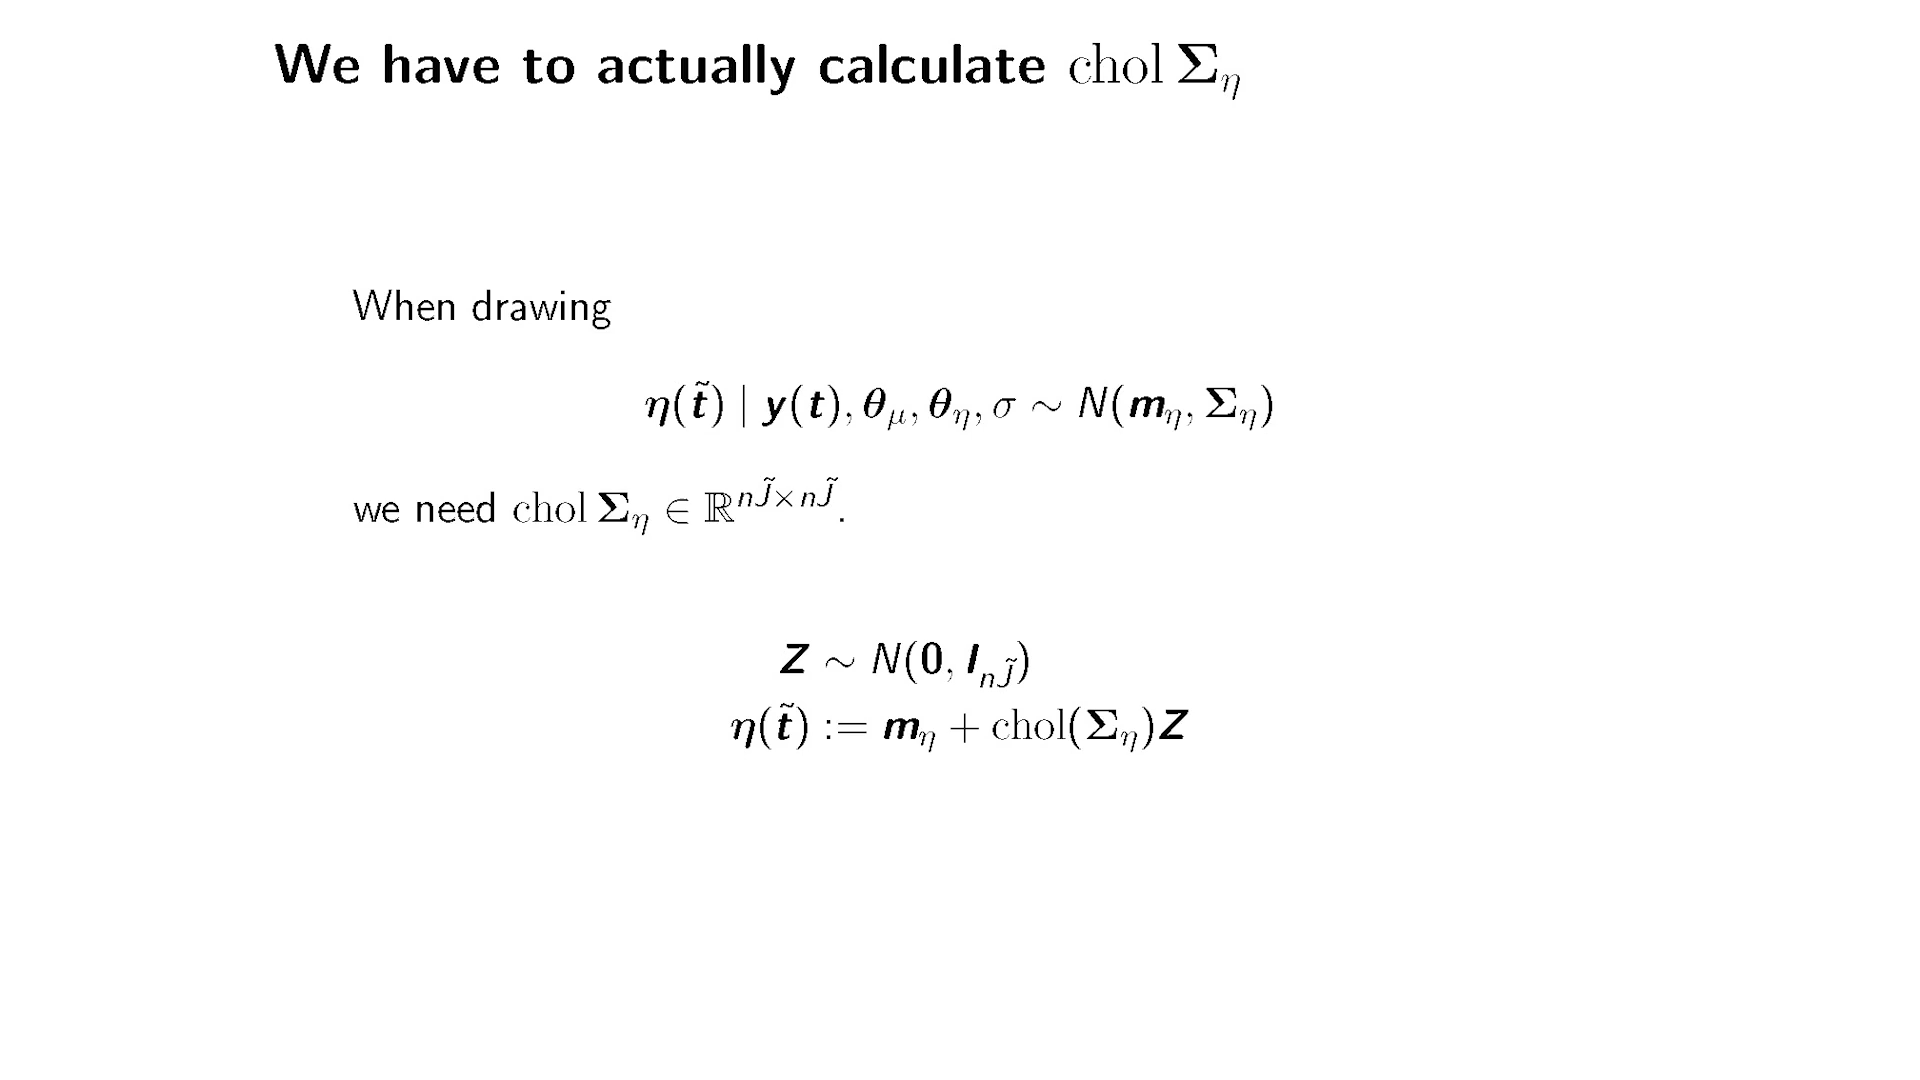 We have to actually calculate chol Σ_η
When drawing
η(t̃) | y(t), θ_μ, θ_η, σ ∼ N(m_η, Σ_η)
we need chol Σ_η ∈ ℝ^{nJ̃×nJ̃}.
Z ∼ N(0, I_{nJ̃})
η(t̃) := m_η + chol(Σ_η)Z